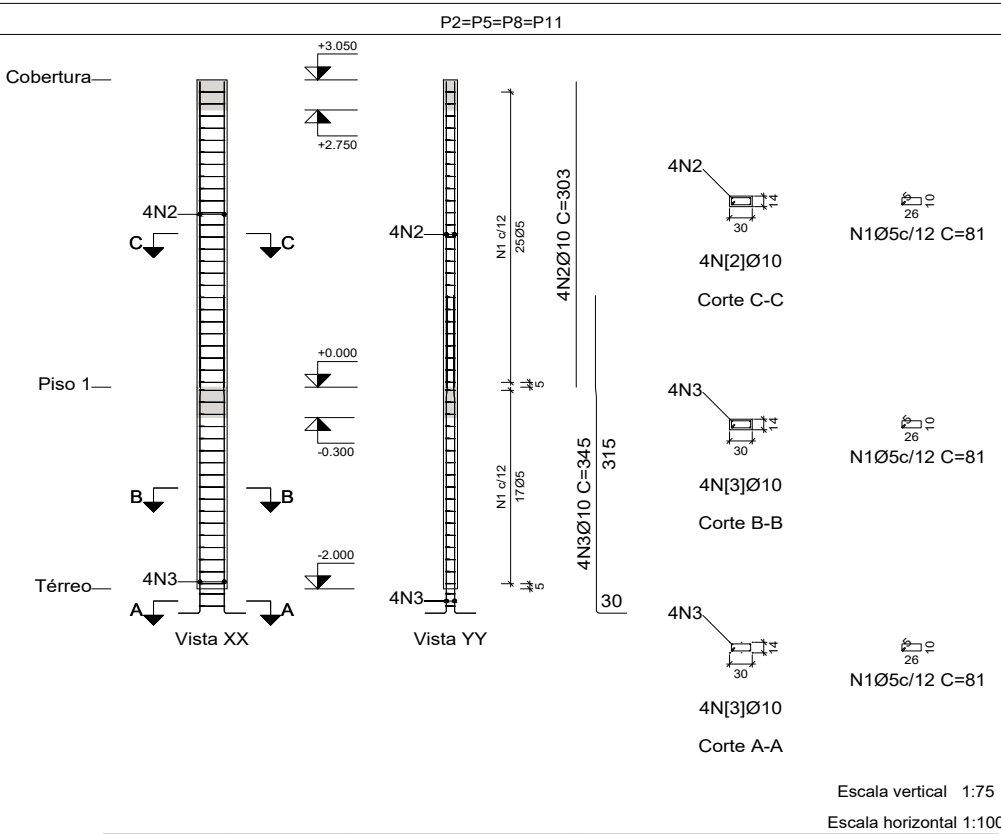 P2=P5=P8=P11
Cobertura
+3.050
+2.750
4N2
C
C
4N2
N1 c/12
25Ø5
4N2Ø10 C=303
4N2
14
30
4N[2]Ø10
Corte C-C
10
26
N1Ø5c/12 C=81
Piso 1
+0.000
-0.300
5
B
B
N1 c/12
17Ø5
4N3Ø10 C=345
315
4N3
14
30
4N[3]Ø10
Corte B-B
10
26
N1Ø5c/12 C=81
Térreo
-2.000
4N3
5
A
A
4N3
30
Vista XX
Vista YY
4N3
14
30
4N[3]Ø10
Corte A-A
10
26
N1Ø5c/12 C=81
Escala vertical 1:75
Escala horizontal 1:100